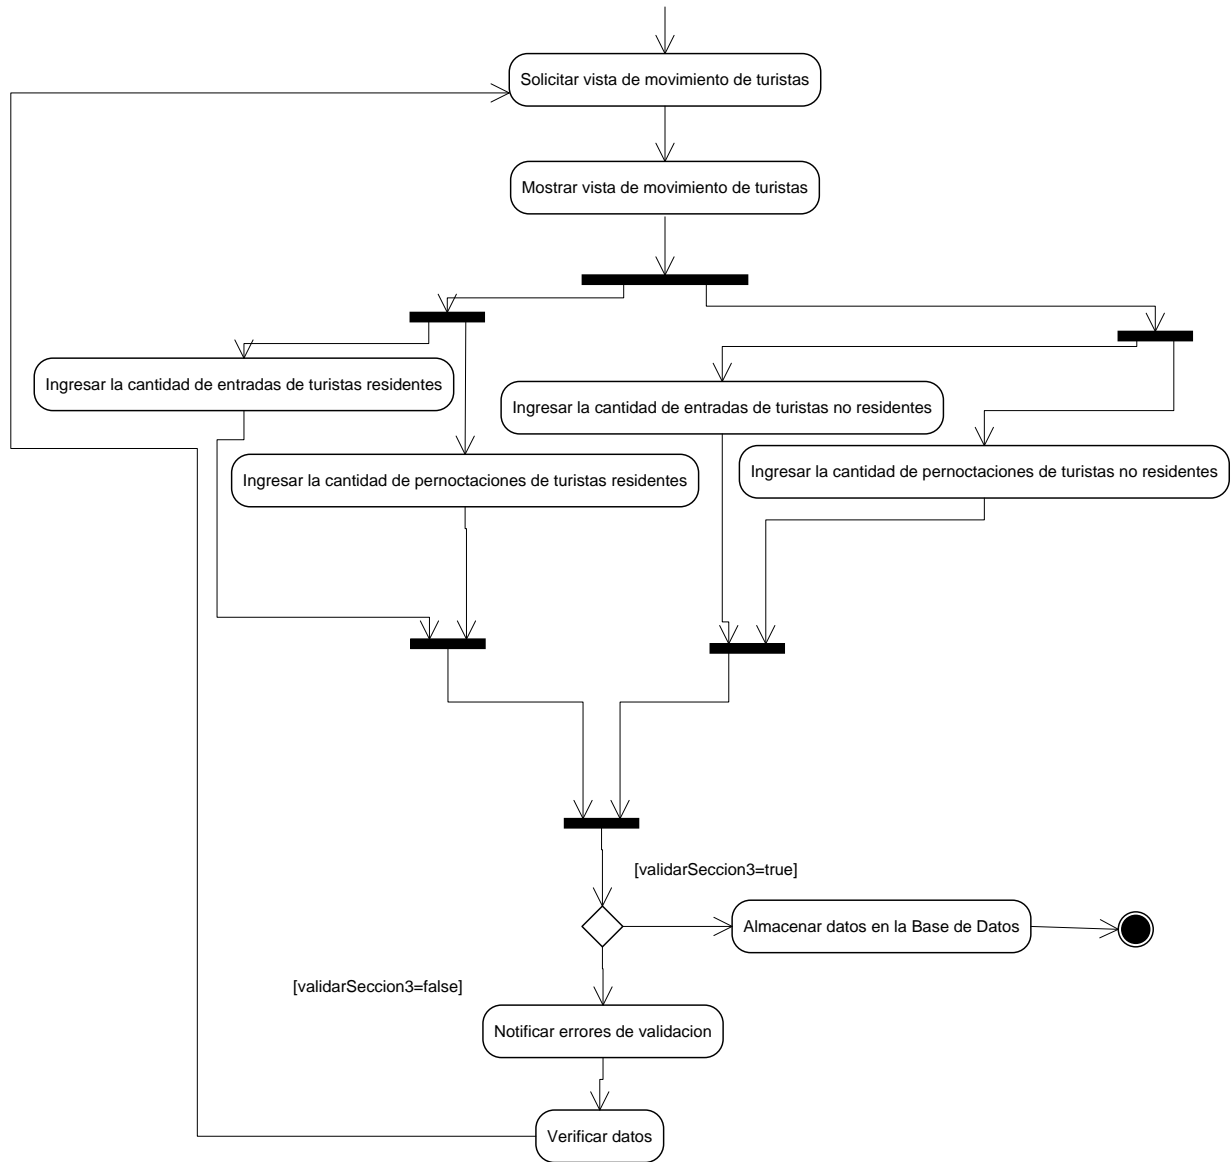 Solicitar vista de movimiento de turistas
Mostrar vista de movimiento de turistas
Ingresar la cantidad de entradas de turistas residentes
Ingresar la cantidad de entradas de turistas no residentes
Ingresar la cantidad de pernoctaciones de turistas residentes
Ingresar la cantidad de pernoctaciones de turistas no residentes
[validarSeccion3=true]
Almacenar datos en la Base de Datos
[validarSeccion3=false]
Notificar errores de validacion
Verificar datos